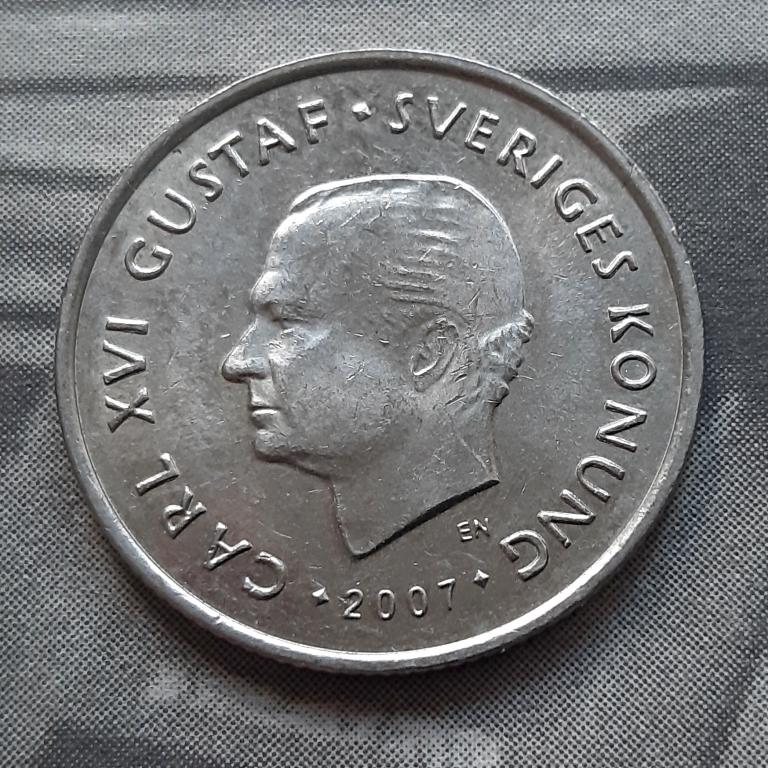 CARL XVI GUSTAF · SVERIGES KONUNG
EN
· 2007 ·